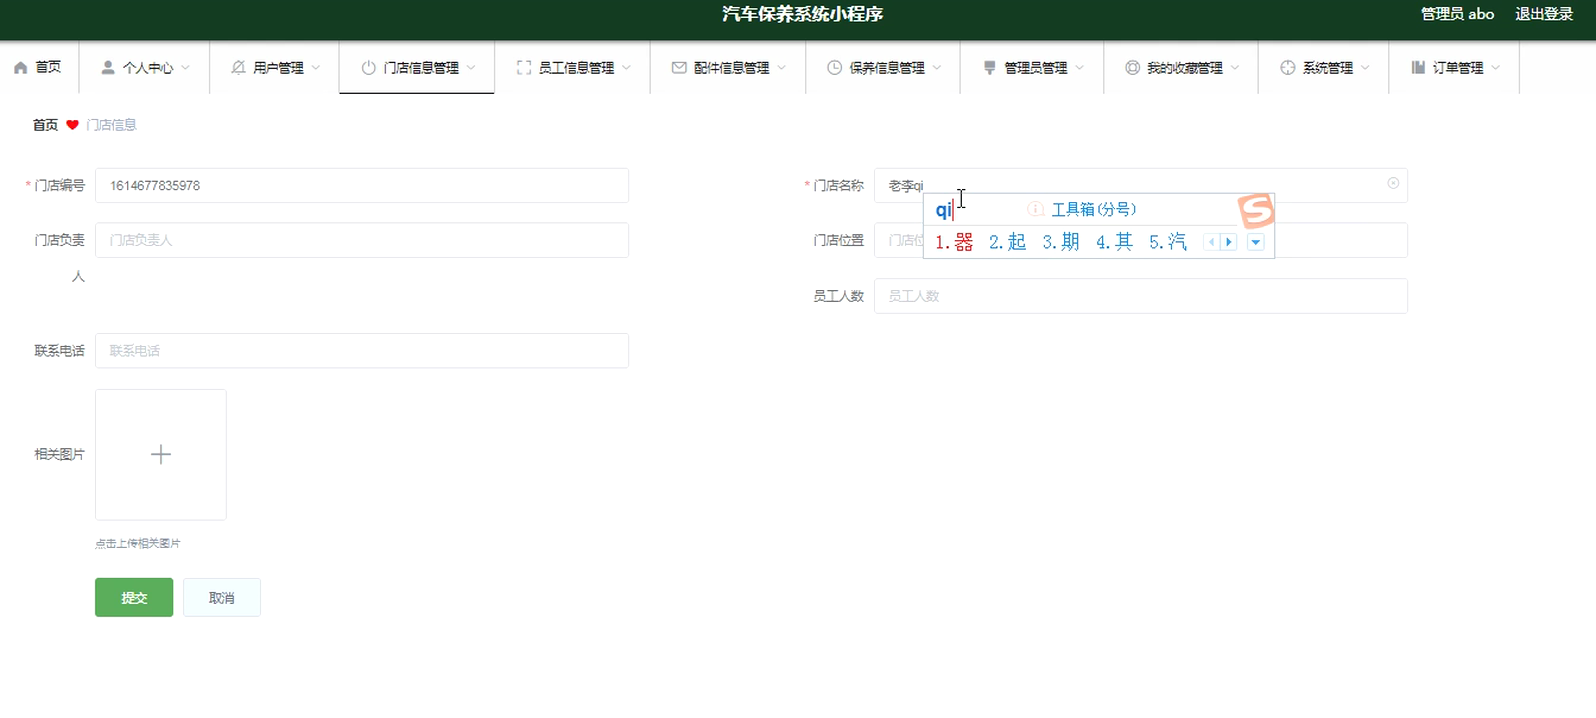 汽车保养系统小程序
管理员 abo 退出登录
首页 个人中心 用户管理 门店信息管理 员工信息管理 配件信息管理 保养信息管理 管理员管理 我的收藏管理 系统管理 订单管理
首页 门店信息
* 门店编号 1614677835978
* 门店名称 老李qi
qi 工具箱(分号)
1.器 2.起 3.期 4.其 5.汽
门店负责人 门店负责人
门店位置 门店位
员工人数 员工人数
联系电话 联系电话
相关图片
点击上传相关图片
提交 取消